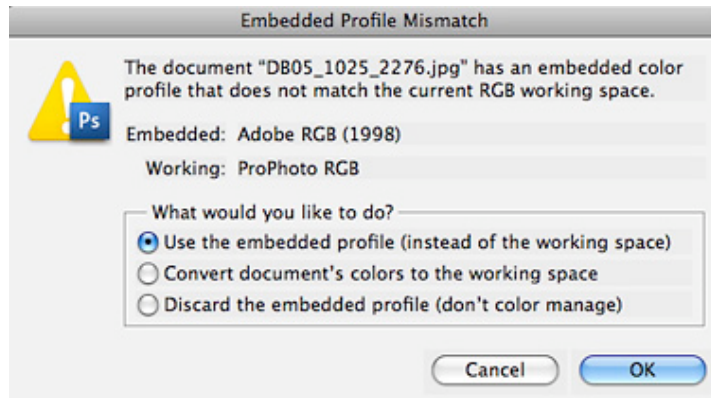 Embedded Profile Mismatch
The document “DB05_1025_2276.jpg” has an embedded color
profile that does not match the current RGB working space.
Ps
Embedded: Adobe RGB (1998)
Working: ProPhoto RGB
What would you like to do?
Use the embedded profile (instead of the working space)
Convert document's colors to the working space
Discard the embedded profile (don't color manage)
Cancel OK